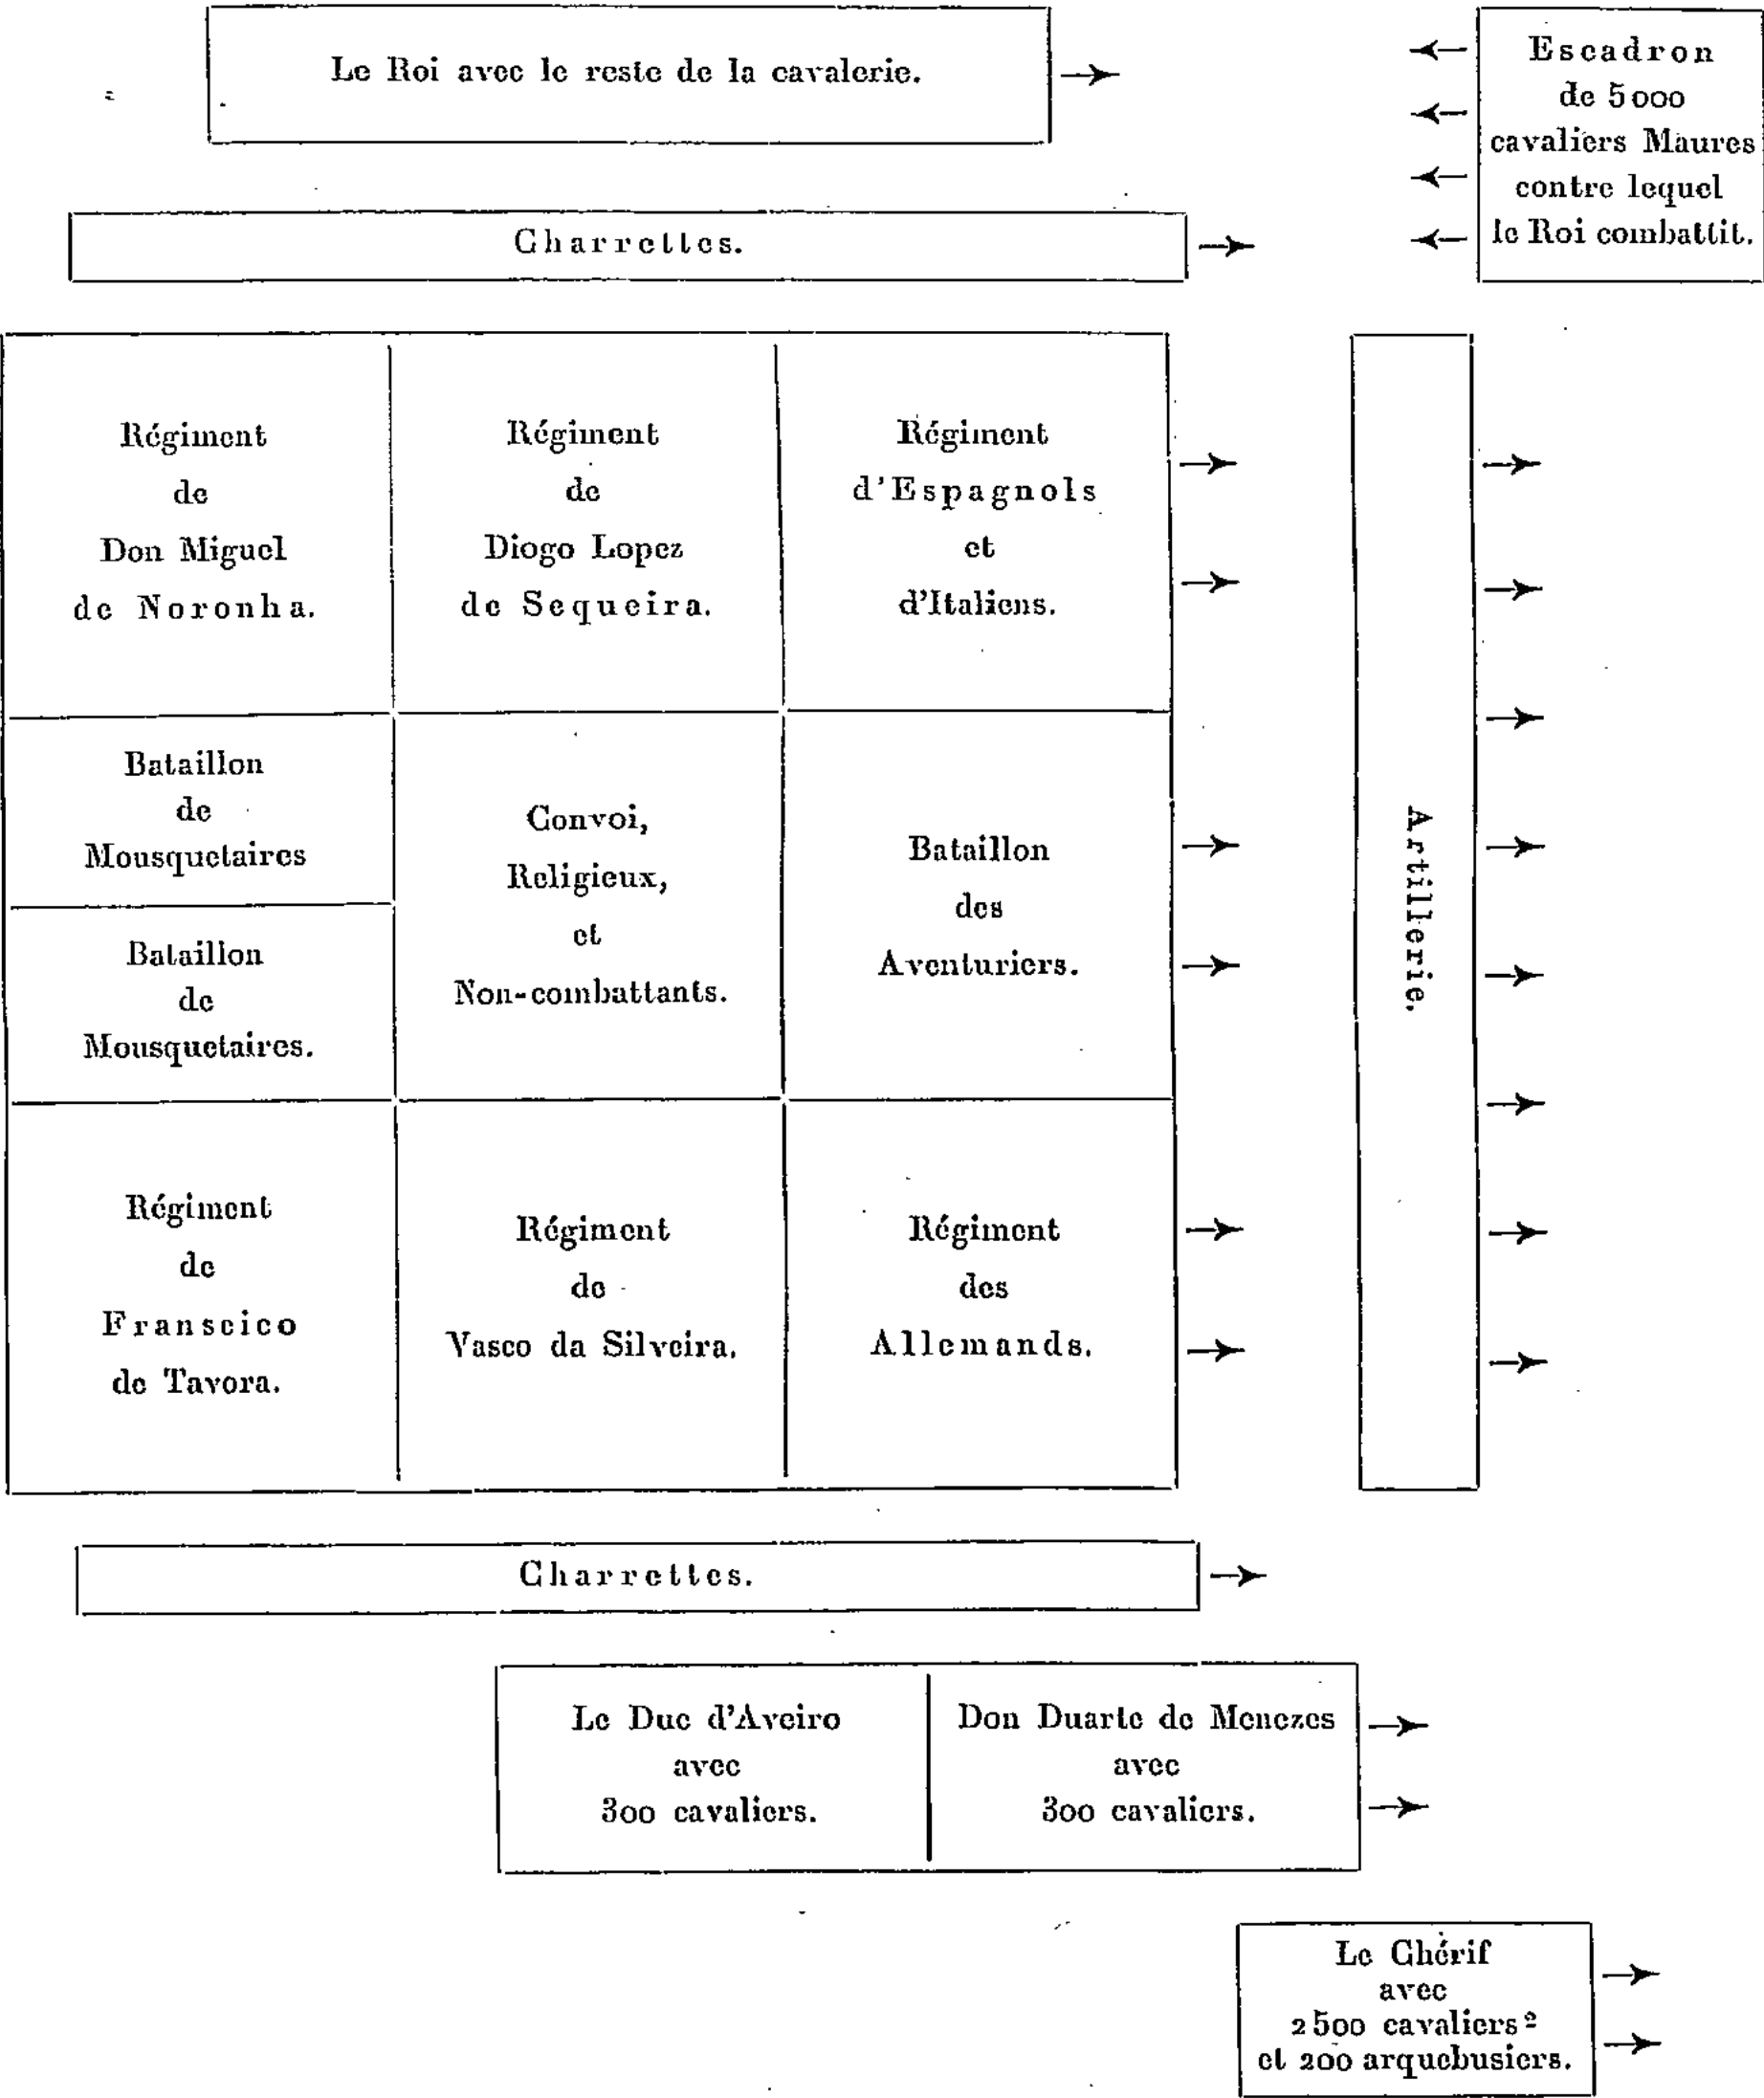 Le Roi avec le reste de la cavalerie.
Escadron
de 5000
cavaliers Maures
contre lequel
le Roi combattit.
Charrettes.
Régiment
de
Don Miguel
de Noronha.
Régiment
de
Diogo Lopez
de Sequeira.
Régiment
d'Espagnols
et
d'Italiens.
Bataillon
de
Mousquetaires
Bataillon
de
Mousquetaires.
Convoi,
Religieux,
et
Non-combattants.
Bataillon
des
Aventuriers.
Artillerie.
Régiment
de
Franscico
de Tavora.
Régiment
de
Vasco da Silveira.
Régiment
des
Allemands.
Charrettes.
Le Duc d'Aveiro
avec
300 cavaliers.
Don Duarte de Menezes
avec
300 cavaliers.
Le Chérif
avec
2500 cavaliers²
et 200 arquebusiers.